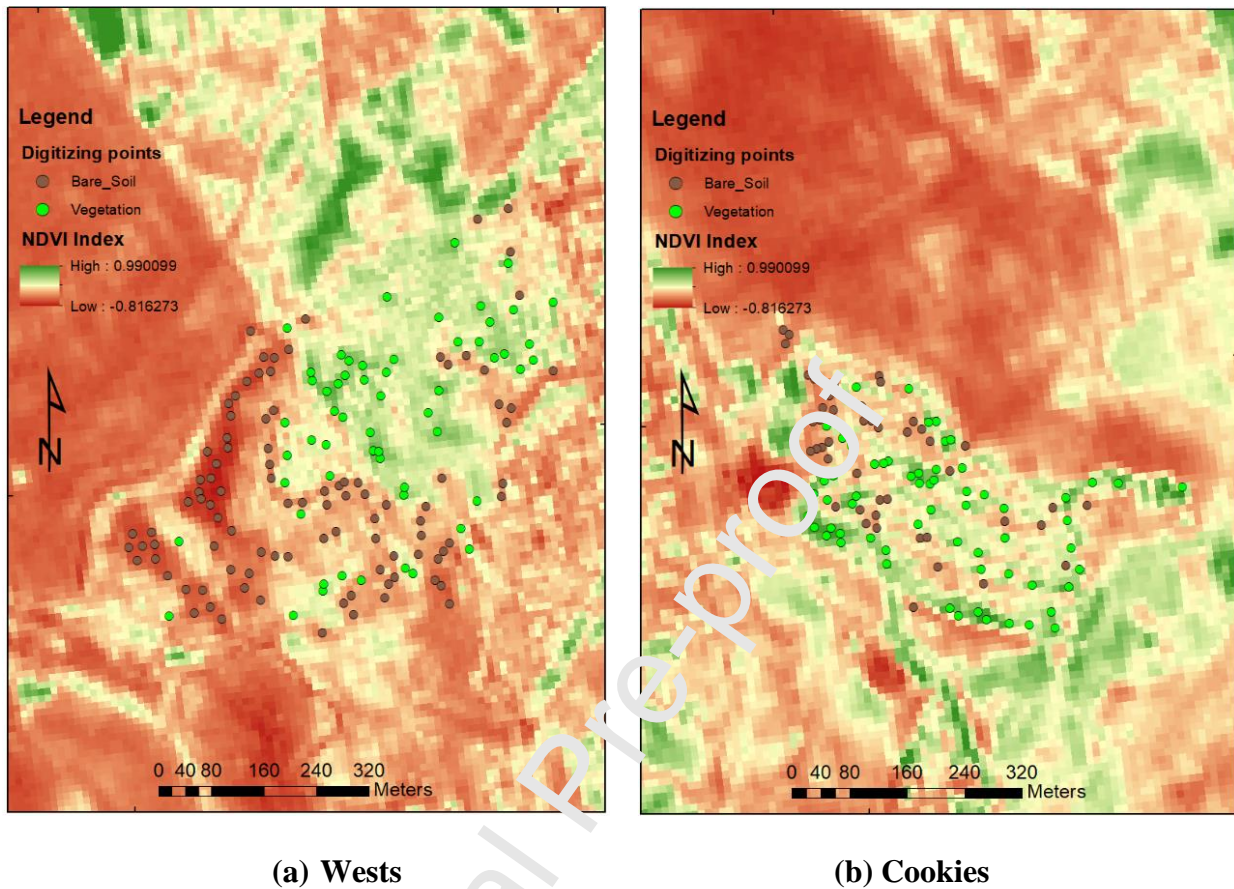 Legend
Digitizing points
Bare_Soil
Vegetation
NDVI Index
High : 0.990099
Low : -0.816273
N
0 40 80 160 240 320
Meters
Legend
Digitizing points
Bare_Soil
Vegetation
NDVI Index
High : 0.990099
Low : -0.816273
N
0 40 80 160 240 320
Meters
al Pre-proof
(a) Wests
(b) Cookies